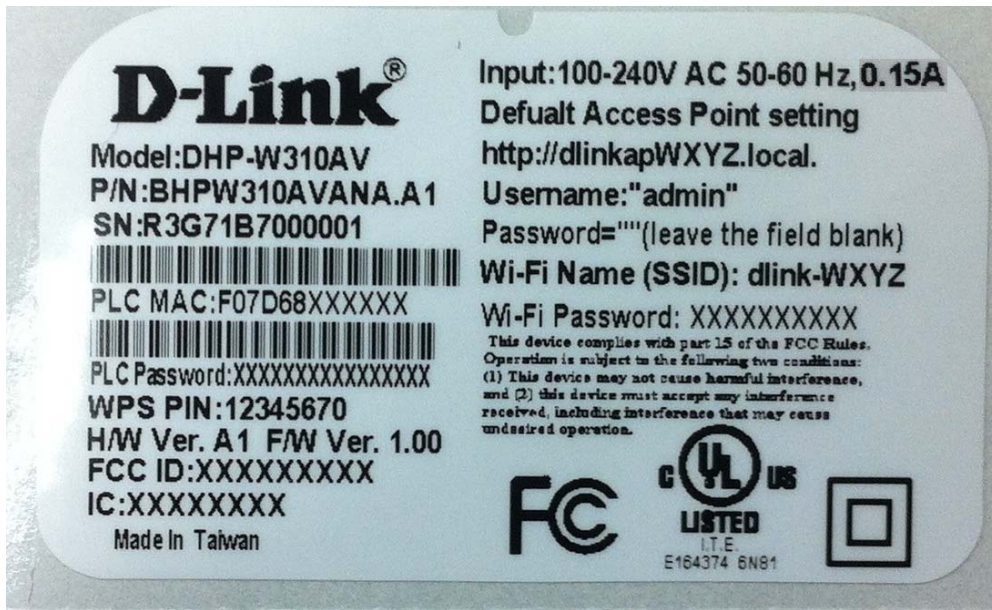 D-Link®
Model:DHP-W310AV
P/N:BHPW310AVANA.A1
SN:R3G71B7000001
PLC MAC:F07D68XXXXXX
PLC Password:XXXXXXXXXXXXXXXX
WPS PIN:12345670
H/W Ver. A1 F/W Ver. 1.00
FCC ID:XXXXXXXXX
IC:XXXXXXXX
Made In Taiwan
Input:100-240V AC 50-60 Hz,0.15A
Defualt Access Point setting
http://dlinkapWXYZ.local.
Username:"admin"
Password=""(leave the field blank)
Wi-Fi Name (SSID): dlink-WXYZ
Wi-Fi Password: XXXXXXXXXX
This device complies with part 15 of the FCC Rules.
Operation is subject to the following two conditions:
(1) This device may not cause harmful interference,
and (2) this device must accept any interference
received, including interference that may cause
undesired operation.
FC
C UL US
LISTED
I.T.E.
E164374 6N81